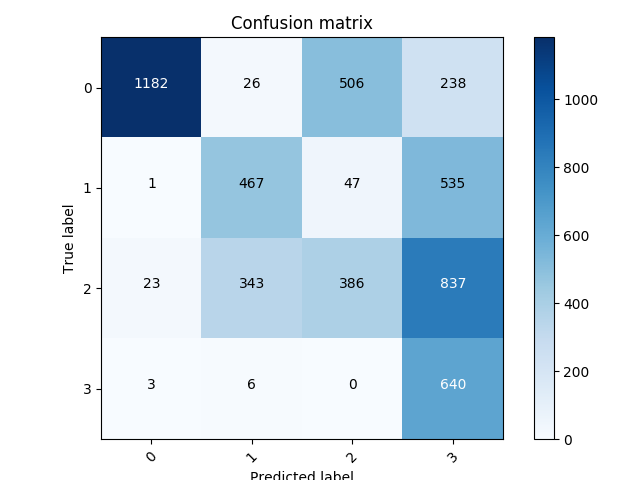 Confusion matrix
0 1182 26 506 238
1 1 467 47 535
2 23 343 386 837
3 3 6 0 640
0 1 2 3
True label
Predicted label
1000
800
600
400
200
0